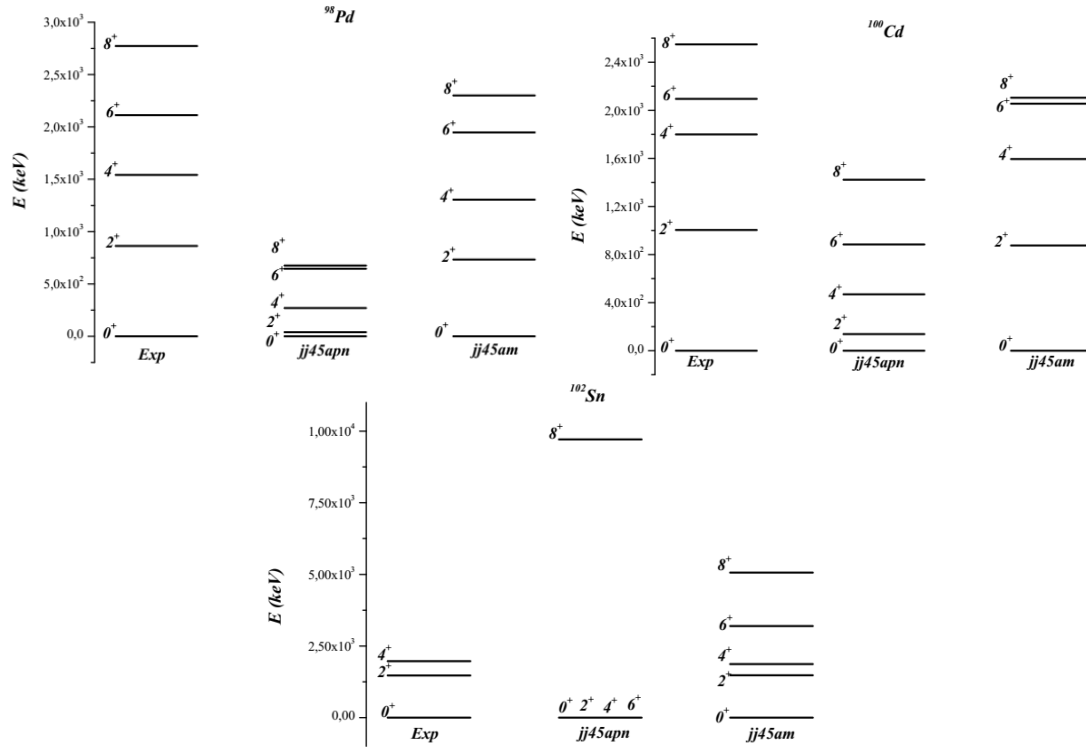 ⁹⁸Pd
E (keV)
3,0x10³
2,5x10³
2,0x10³
1,5x10³
1,0x10³
5,0x10²
0,0
8⁺
6⁺
4⁺
2⁺
0⁺
Exp
8⁺
6⁺
4⁺
2⁺
0⁺
jj45apn
8⁺
6⁺
4⁺
2⁺
0⁺
jj45am
¹⁰⁰Cd
E (keV)
2,4x10³
2,0x10³
1,6x10³
1,2x10³
8,0x10²
4,0x10²
0,0
8⁺
6⁺
4⁺
2⁺
0⁺
Exp
8⁺
6⁺
4⁺
2⁺
0⁺
jj45apn
8⁺
6⁺
4⁺
2⁺
0⁺
jj45am
¹⁰²Sn
E (keV)
1,00x10⁴
7,50x10³
5,00x10³
2,50x10³
0,00
4⁺
2⁺
0⁺
Exp
8⁺
0⁺ 2⁺ 4⁺ 6⁺
jj45apn
8⁺
6⁺
4⁺
2⁺
0⁺
jj45am